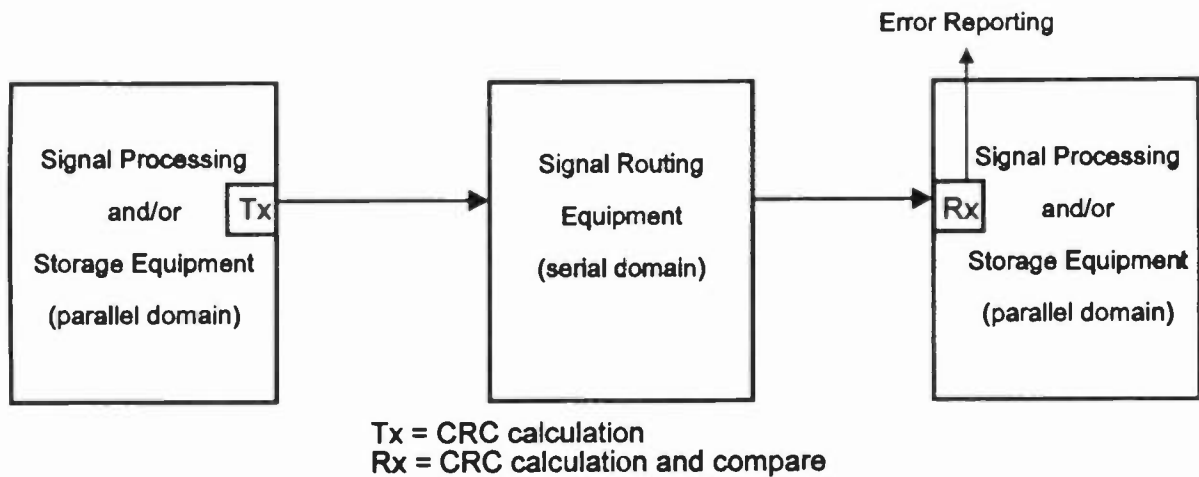 Error Reporting
Signal Processing
and/or
Storage Equipment
(parallel domain)
Tx
Signal Routing
Equipment
(serial domain)
Rx
Signal Processing
and/or
Storage Equipment
(parallel domain)
Tx = CRC calculation
Rx = CRC calculation and compare